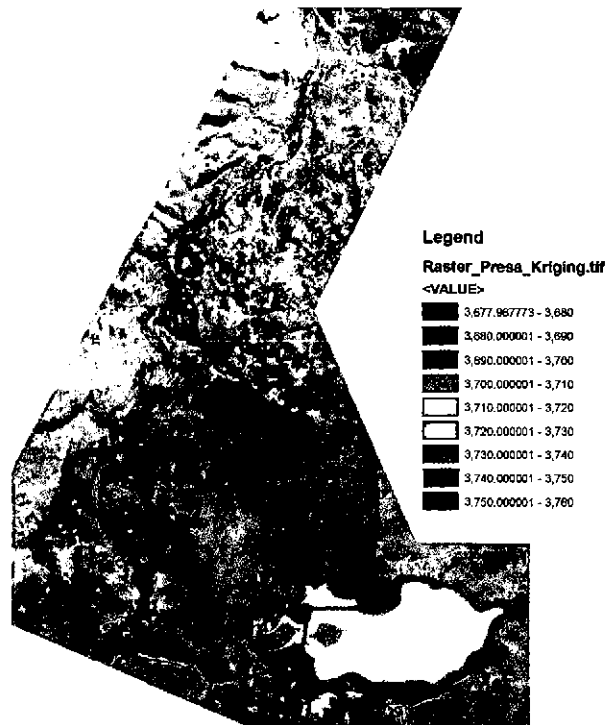 Legend
Raster_Presa_Kriging.tif
<VALUE>
3,677.967773 - 3,680
3,680.000001 - 3,690
3,690.000001 - 3,700
3,700.000001 - 3,710
3,710.000001 - 3,720
3,720.000001 - 3,730
3,730.000001 - 3,740
3,740.000001 - 3,750
3,750.000001 - 3,760